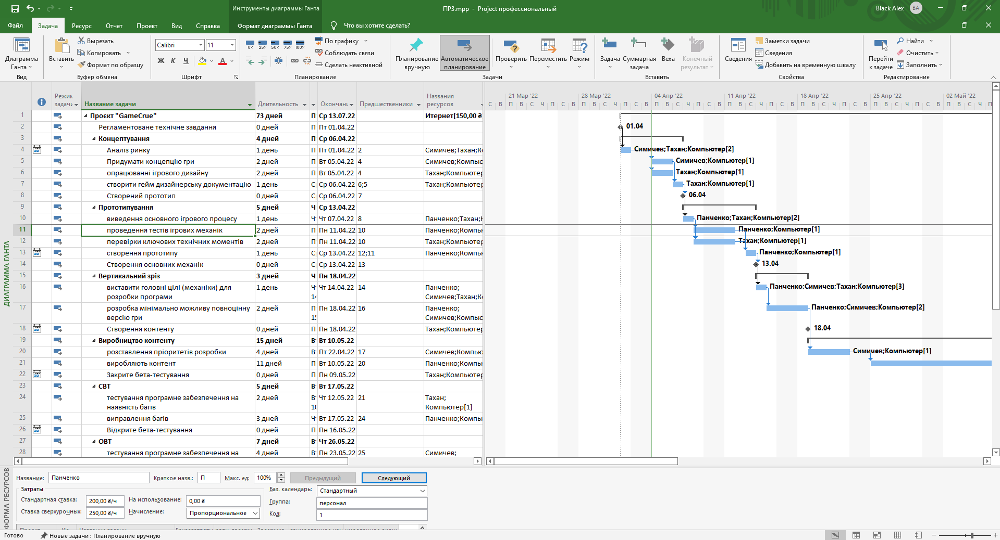 Инструменты диаграммы Ганта
ПР3.mpp - Project профессиональный
Black Alex
BA
Файл
Задача
Ресурс
Отчет
Проект
Вид
Справка
Формат диаграммы Ганта
Что вы хотите сделать?
Диаграмма Ганта
Вид
Вставить
Вырезать
Копировать
Формат по образцу
Буфер обмена
Calibri
11
Ж К Ч
Шрифт
0% 25% 50% 75% 100%
По графику
Соблюдать связи
Сделать неактивной
Планирование
Планирование вручную
Автоматическое планирование
Проверить
Переместить
Режим
Задачи
Задача
Суммарная задача
Веха
Конечный результат
Вставить
Сведения
Заметки задачи
Сведения
Добавить на временную шкалу
Свойства
Перейти к задаче
Найти
Очистить
Заполнить
Редактирование
ДИАГРАММА ГАНТА
Режим задачи
Название задачи
Длительность
Окончание
Предшественники
Названия ресурсов
1 Проєкт "GameCrue" 73 дней П Ср 13.07.22 Итернет[150,00 ₴
2 Регламентоване технічне завдання 0 дней П Пт 01.04.22
3 Концептування 4 дней П Ср 06.04.22
4 Аналіз ринку 1 день П Пт 01.04.22 2 Симичев;Тахан;Ко
5 Придумати концепцію гри 2 дней П Вт 05.04.22 4 Симичев;Компью
6 опрацюванні ігрового дизайну 2 дней П Вт 05.04.22 4 Тахан;Компьютер
7 створити гейм дизайнерську документацію 1 день Ср Ср 06.04.22 6;5 Тахан;Компьютер
8 Створений прототип 0 дней Ср Ср 06.04.22 7
9 Прототипування 5 дней Ч Ср 13.04.22
10 виведення основного ігрового процесу 1 день Чт Чт 07.04.22 8 Панченко;Тахан;К
11 проведення тестів ігрових механік 2 дней П Пн 11.04.22 10 Панченко;Компь
12 перевірки ключових технічних моментів 2 дней П Пн 11.04.22 10 Тахан;Компьютер
13 створення прототипу 1 день Ср Ср 13.04.22 12;11 Панченко;Компь
14 Створення основних механік 0 дней Ср Ср 13.04.22 13
15 Вертикальний зріз 3 дней Ч Пн 18.04.22
16 виставити головні цілі (механіки) для розробки програми 1 день Чт 14 Чт 14.04.22 14 Панченко; Симичев;Тахан;Ко
17 розробка мінімально можливу повноцінну версію гри 2 дней П 15 Пн 18.04.22 16 Панченко; Симичев;Компью
18 Створення контенту 0 дней П Пн 18.04.22 Тахан;Компьютер
19 Виробництво контенту 15 дней В Вт 10.05.22
20 розставлення пріоритетів розробки 4 дней В Пт 22.04.22 17 Симичев;Компью
21 виробляють контент 11 дней П Вт 10.05.22 20 Панченко;Компь
22 Закрите бета-тестування 0 дней П Пн 09.05.22 Тахан;Компьютер
23 СВТ 5 дней В Вт 17.05.22
24 тестування програмне забезпечення на наявність багів 2 дней В 10 Чт 12.05.22 21 Тахан; Компьютер[1]
25 виправлення багів 3 дней Чт Вт 17.05.22 24 Панченко;Компь
26 Відкрите бета-тестування 0 дней П Пн 16.05.22
27 ОВТ 7 дней В Чт 26.05.22
28 тестування програмне забезпечення на 4 дней В Пн 23.05.22 25 Симичев;
21 Мар '22 28 Мар '22 04 Апр '22 11 Апр '22 18 Апр '22 25 Апр '22 02 Май '22
С В П В С Ч П С В П В С Ч П С В П В С Ч П С В П В С Ч П С В П В С Ч П С В П В С Ч П С В П В С Ч П
01.04
Симичев;Тахан;Компьютер[2]
Симичев;Компьютер[1]
Тахан;Компьютер[1]
Тахан;Компьютер[1]
06.04
Панченко;Тахан;Компьютер[2]
Панченко;Компьютер[1]
Тахан;Компьютер[1]
Панченко;Компьютер[1]
13.04
Панченко;Симичев;Тахан;Компьютер[3]
Панченко;Симичев;Компьютер[2]
18.04
Симичев;Компьютер[1]
ФОРМА РЕСУРСОВ
Название: Панченко
Краткое назв.: П
Макс. ед: 100%
Предыдущий
Следующий
Затраты
Стандартная ставка: 200,00 ₴/ч
На использование: 0,00 ₴
Ставка сверхурочных: 250,00 ₴/ч
Начисление: Пропорциональное
Баз. календарь: Стандартный
Группа: персонал
Код: 1
Готово
Новые задачи : Планирование вручную